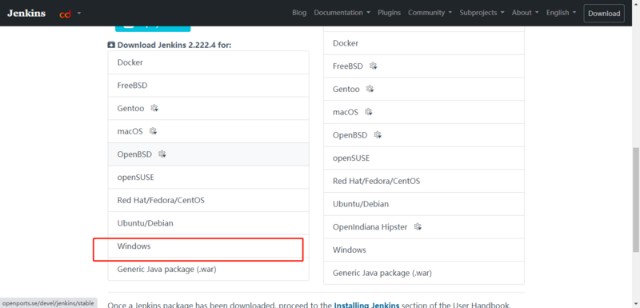 Jenkins
cd
Blog Documentation Plugins Community Subprojects About English Download
Download Jenkins 2.222.4 for:
Docker
FreeBSD
Gentoo
macOS
OpenBSD
openSUSE
Red Hat/Fedora/CentOS
Ubuntu/Debian
Windows
Generic Java package (.war)
Docker
FreeBSD
Gentoo
macOS
OpenBSD
openSUSE
Red Hat/Fedora/CentOS
Ubuntu/Debian
OpenIndiana Hipster
Windows
Generic Java package (.war)
openports.se/devel/jenkins/stable
Once a Jenkins package has been downloaded, proceed to the Installing Jenkins section of the User Handbook.